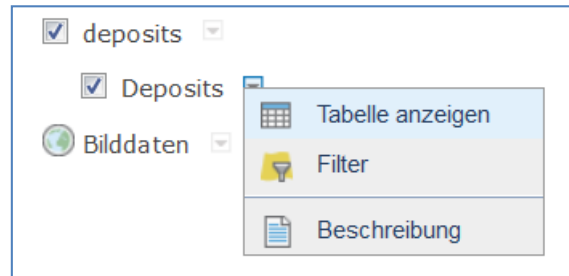 deposits
Deposits
Tabelle anzeigen
Bilddaten
Filter
Beschreibung